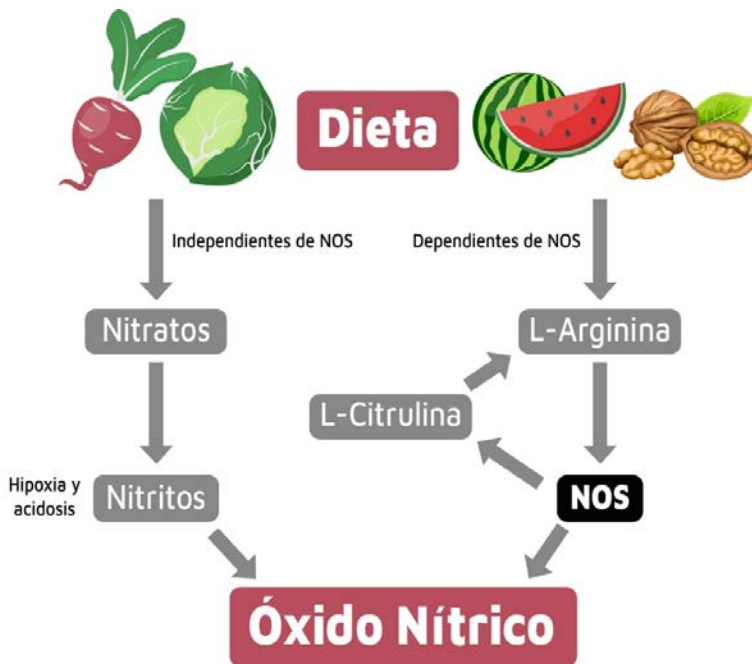 Dieta
Independientes de NOS
Dependientes de NOS
Nitratos
L-Arginina
L-Citrulina
Hipoxia y
acidosis
Nitritos
NOS
Óxido Nítrico